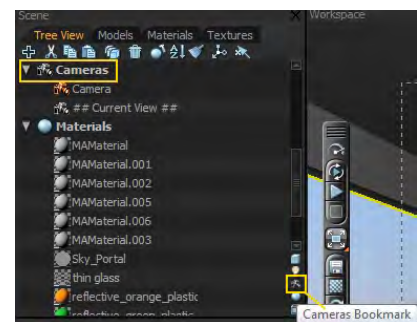 Scene
Workspace
Tree View Models Materials Textures
Cameras
Camera
## Current View ##
Materials
MAMaterial
MAMaterial.001
MAMaterial.002
MAMaterial.005
MAMaterial.006
MAMaterial.003
Sky_Portal
thin glass
reflective_orange_plastic
reflective_green_plastic
Cameras Bookmark